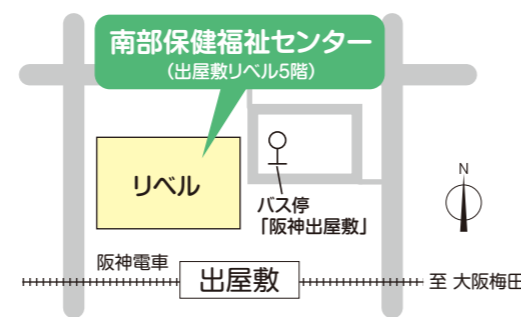 南部保健福祉センター
(出屋敷リベル5階)
リベル
バス停
「阪神出屋敷」
N
阪神電車
出屋敷
至 大阪梅田